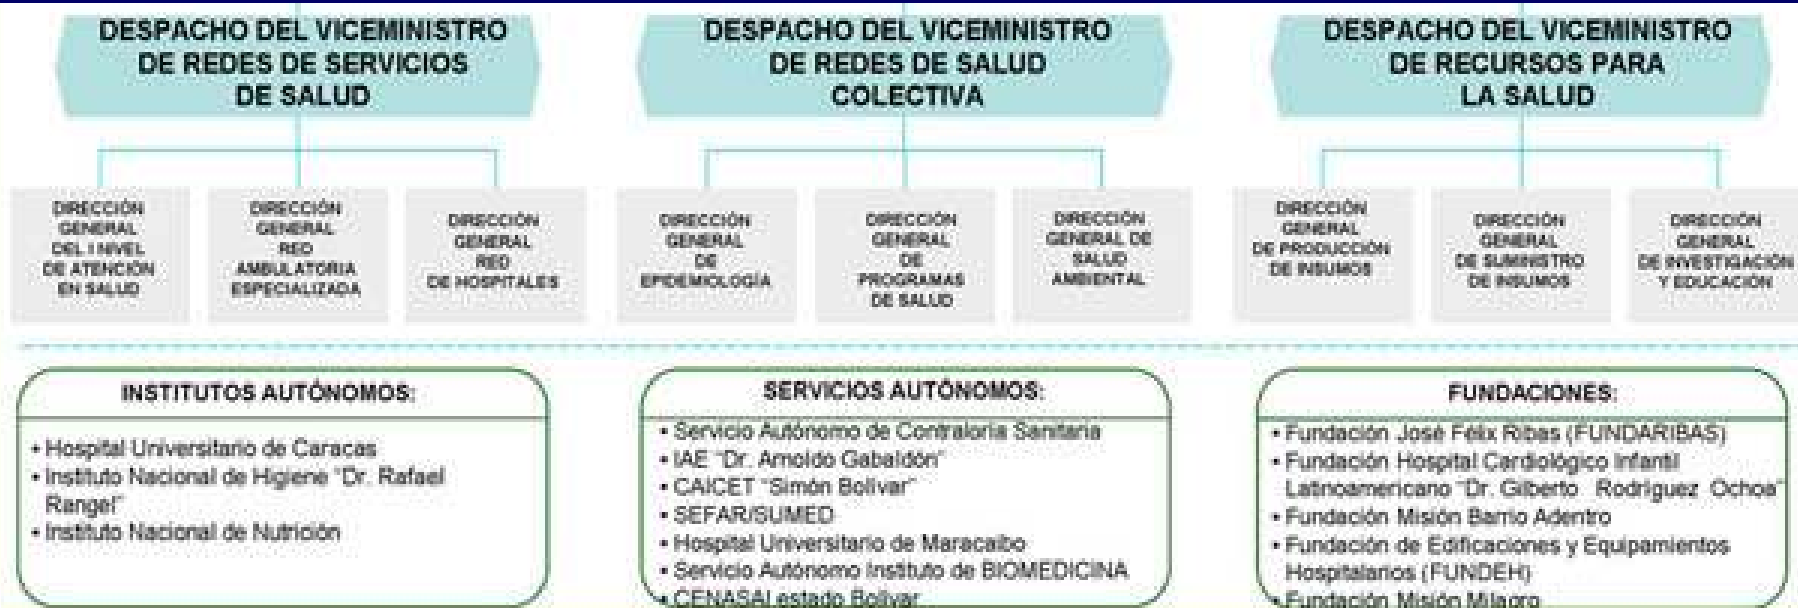 DESPACHO DEL VICEMINISTRO
DE REDES DE SERVICIOS
DE SALUD
DESPACHO DEL VICEMINISTRO
DE REDES DE SALUD
COLECTIVA
DESPACHO DEL VICEMINISTRO
DE RECURSOS PARA
LA SALUD
DIRECCIÓN
GENERAL
DEL I NIVEL
DE ATENCIÓN
EN SALUD
DIRECCIÓN
GENERAL
RED
AMBULATORIA
ESPECIALIZADA
DIRECCIÓN
GENERAL
RED
DE HOSPITALES
DIRECCIÓN
GENERAL
DE
EPIDEMIOLOGÍA
DIRECCIÓN
GENERAL
DE
PROGRAMAS
DE SALUD
DIRECCIÓN
GENERAL DE
SALUD
AMBIENTAL
DIRECCIÓN
GENERAL
DE PRODUCCIÓN
DE INSUMOS
DIRECCIÓN
GENERAL
DE SUMINISTRO
DE INSUMOS
DIRECCIÓN
GENERAL
DE INVESTIGACIÓN
Y EDUCACIÓN
INSTITUTOS AUTÓNOMOS:
• Hospital Universitario de Caracas
• Instituto Nacional de Higiene "Dr. Rafael
Rangel"
• Instituto Nacional de Nutrición
SERVICIOS AUTÓNOMOS:
• Servicio Autónomo de Contraloría Sanitaria
• IAE "Dr. Arnoldo Gabaldón"
• CAICET "Simón Bolívar"
• SEFAR/SUMED
• Hospital Universitario de Maracaibo
• Servicio Autónomo Instituto de BIOMEDICINA
• CENASAI estado Bolívar
FUNDACIONES:
• Fundación José Félix Ribas (FUNDARIBAS)
• Fundación Hospital Cardiológico Infantil
Latinoamericano "Dr. Gilberto Rodríguez Ochoa"
• Fundación Misión Barrio Adentro
• Fundación de Edificaciones y Equipamientos
Hospitalarios (FUNDEH)
• Fundación Misión Milagro